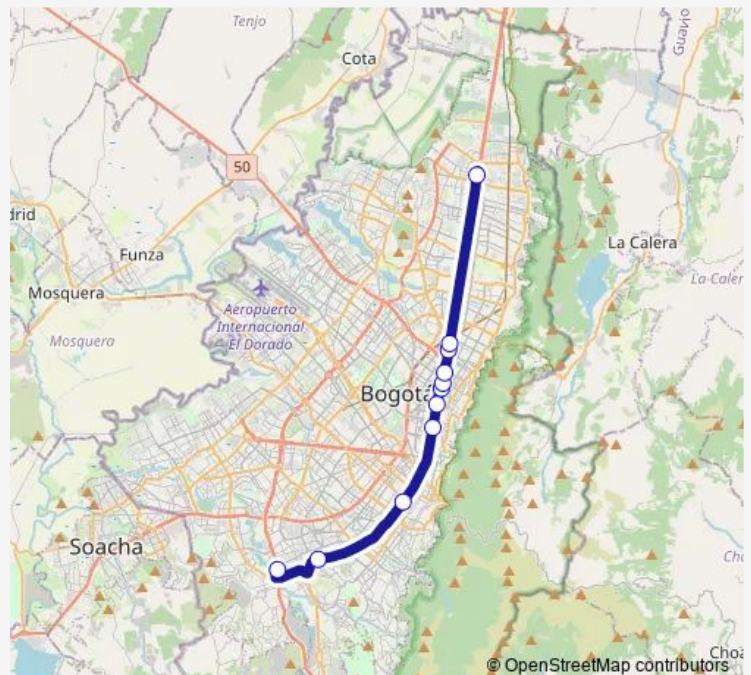 Tenjo
Cota
Guavio
50
drid
Funza
La Calera
Mosquera
La-Caler
Aeropuerto
Internacional
El Dorado
Mosquera
Bogotá
Soacha
Choa
© OpenStreetMap contributors